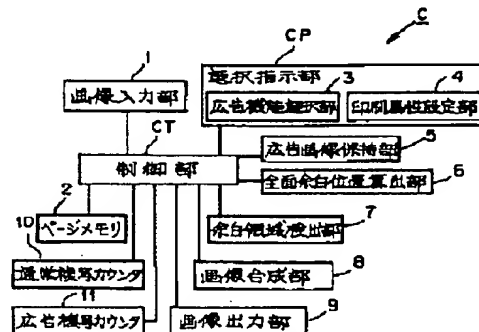 C
CP
選択指示部
1
3
4
画像入力部
広告機能選択部
印刷属性設定部
CT
5
広告画像保持部
制御部
6
全面余白位置算出部
2
7
ページメモリ
余白領域検出部
10
通常複写カウンタ
8
画像合成部
11
広告複写カウンタ
9
画像出力部